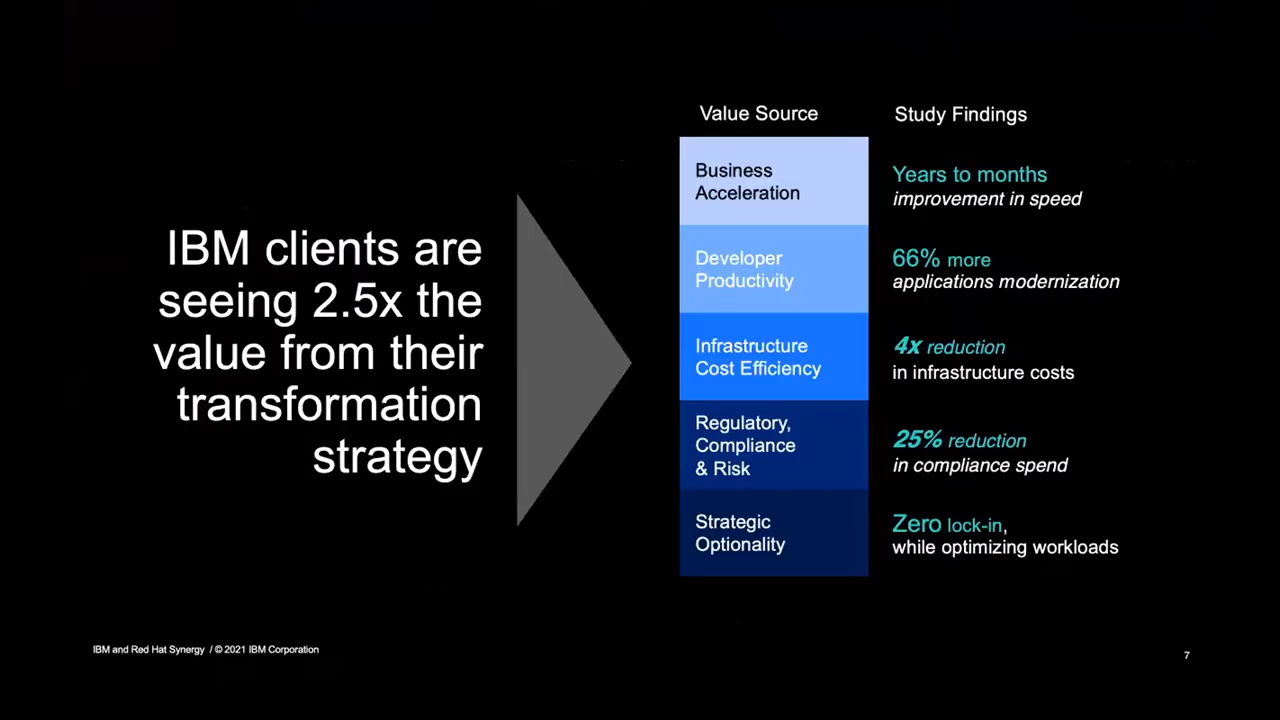 IBM clients are
seeing 2.5x the
value from their
transformation
strategy
Value Source
Study Findings
Business
Acceleration
Years to months
improvement in speed
Developer
Productivity
66% more
applications modernization
Infrastructure
Cost Efficiency
4x reduction
in infrastructure costs
Regulatory,
Compliance
& Risk
25% reduction
in compliance spend
Strategic
Optionality
Zero lock-in,
while optimizing workloads
IBM and Red Hat Synergy / © 2021 IBM Corporation
7